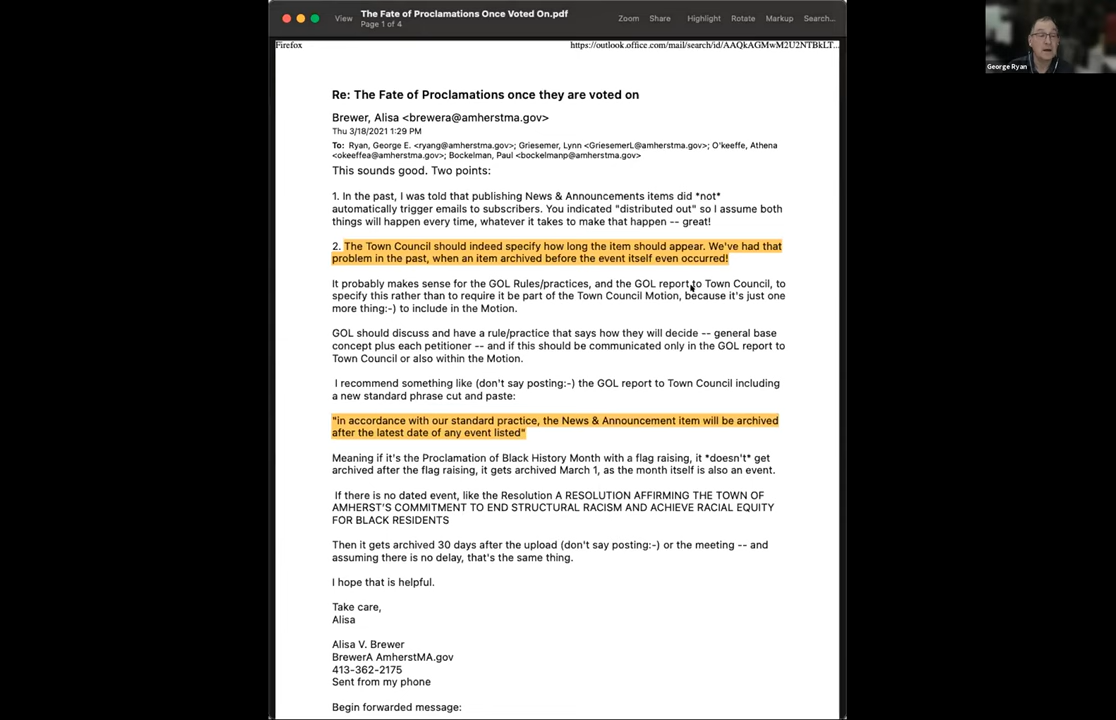 View
The Fate of Proclamations Once Voted On.pdf
Page 1 of 4
Zoom
Share
Highlight
Rotate
Markup
Search...
George Ryan
Firefox
https://outlook.office.com/mail/search/id/AAQkAGMwM2U2NTBkLT...
Re: The Fate of Proclamations once they are voted on
Brewer, Alisa <brewera@amherstma.gov>
Thu 3/18/2021 1:29 PM
To: Ryan, George E. <ryang@amherstma.gov>; Griesemer, Lynn <GriesemerL@amherstma.gov>; O'keeffe, Athena
<okeeffea@amherstma.gov>; Bockelman, Paul <bockelmanp@amherstma.gov>
This sounds good. Two points:
1. In the past, I was told that publishing News & Announcements items did *not*
automatically trigger emails to subscribers. You indicated "distributed out" so I assume both
things will happen every time, whatever it takes to make that happen -- great!
2. The Town Council should indeed specify how long the item should appear. We've had that
problem in the past, when an item archived before the event itself even occurred!
It probably makes sense for the GOL Rules/practices, and the GOL report to Town Council, to
specify this rather than to require it be part of the Town Council Motion, because it's just one
more thing:-) to include in the Motion.
GOL should discuss and have a rule/practice that says how they will decide -- general base
concept plus each petitioner -- and if this should be communicated only in the GOL report to
Town Council or also within the Motion.
I recommend something like (don't say posting:-) the GOL report to Town Council including
a new standard phrase cut and paste:
"in accordance with our standard practice, the News & Announcement item will be archived
after the latest date of any event listed"
Meaning if it's the Proclamation of Black History Month with a flag raising, it *doesn't* get
archived after the flag raising, it gets archived March 1, as the month itself is also an event.
If there is no dated event, like the Resolution A RESOLUTION AFFIRMING THE TOWN OF
AMHERST'S COMMITMENT TO END STRUCTURAL RACISM AND ACHIEVE RACIAL EQUITY
FOR BLACK RESIDENTS
Then it gets archived 30 days after the upload (don't say posting:-) or the meeting -- and
assuming there is no delay, that's the same thing.
I hope that is helpful.
Take care,
Alisa
Alisa V. Brewer
BrewerA AmherstMA.gov
413-362-2175
Sent from my phone
Begin forwarded message: